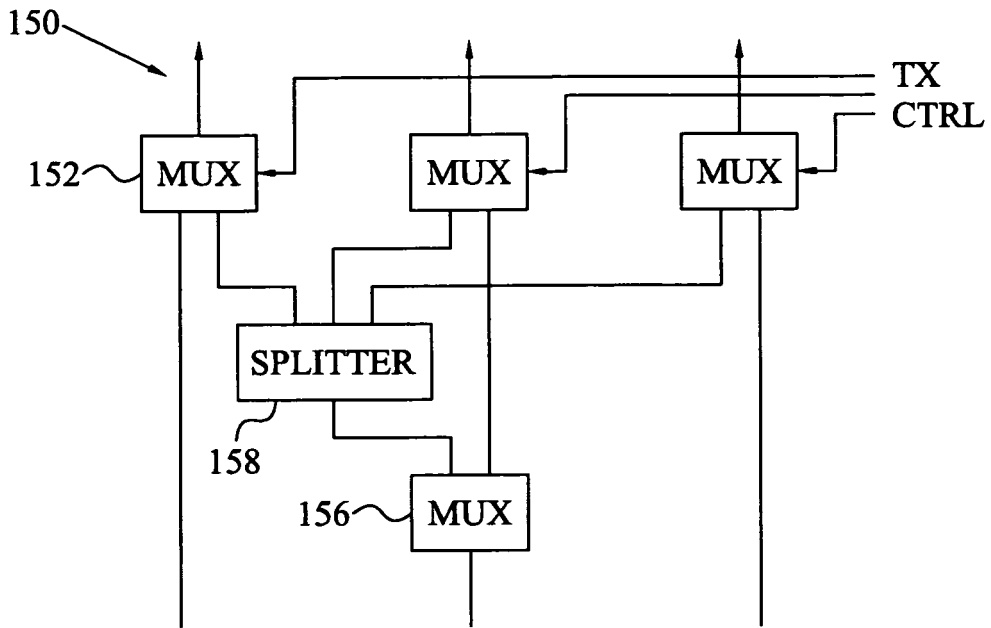 150
TX
CTRL
152
MUX
MUX
MUX
SPLITTER
158
156
MUX